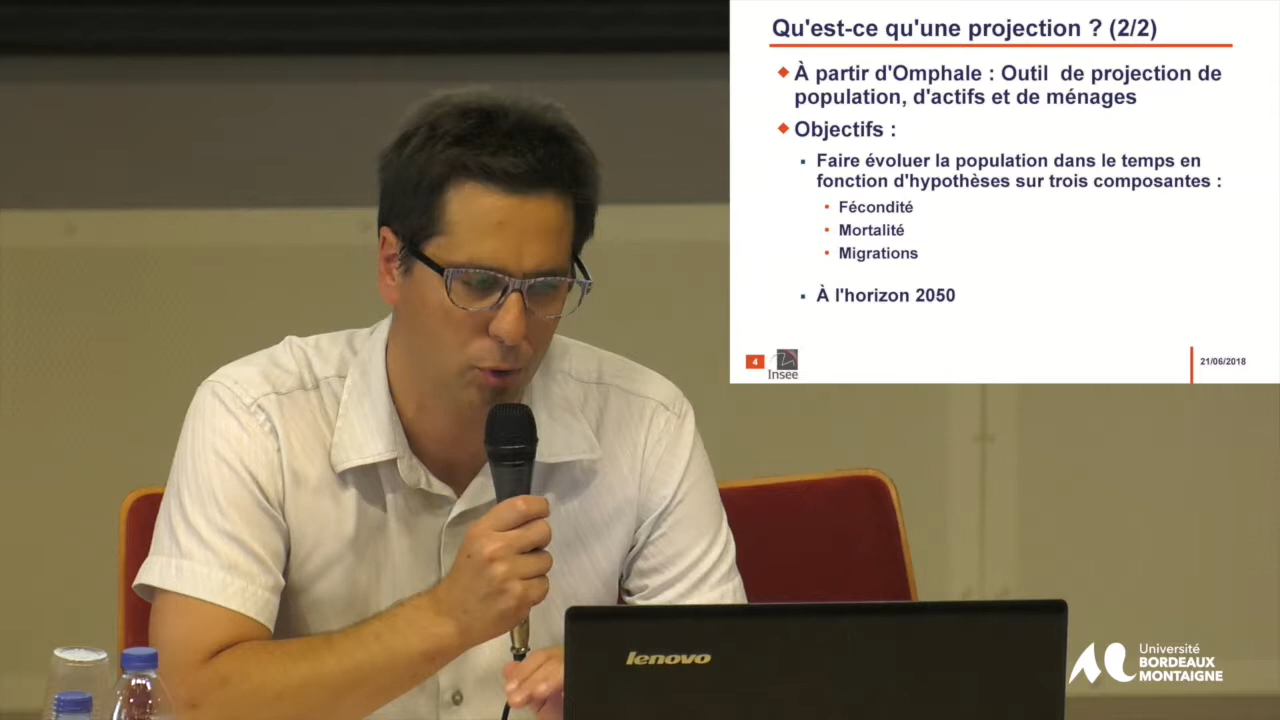 Qu'est-ce qu'une projection ? (2/2)
À partir d'Omphale : Outil de projection de
population, d'actifs et de ménages
Objectifs :
Faire évoluer la population dans le temps en
fonction d'hypothèses sur trois composantes :
Fécondité
Mortalité
Migrations
À l'horizon 2050
4
Insee
21/06/2018
lenovo
Université
BORDEAUX
MONTAIGNE